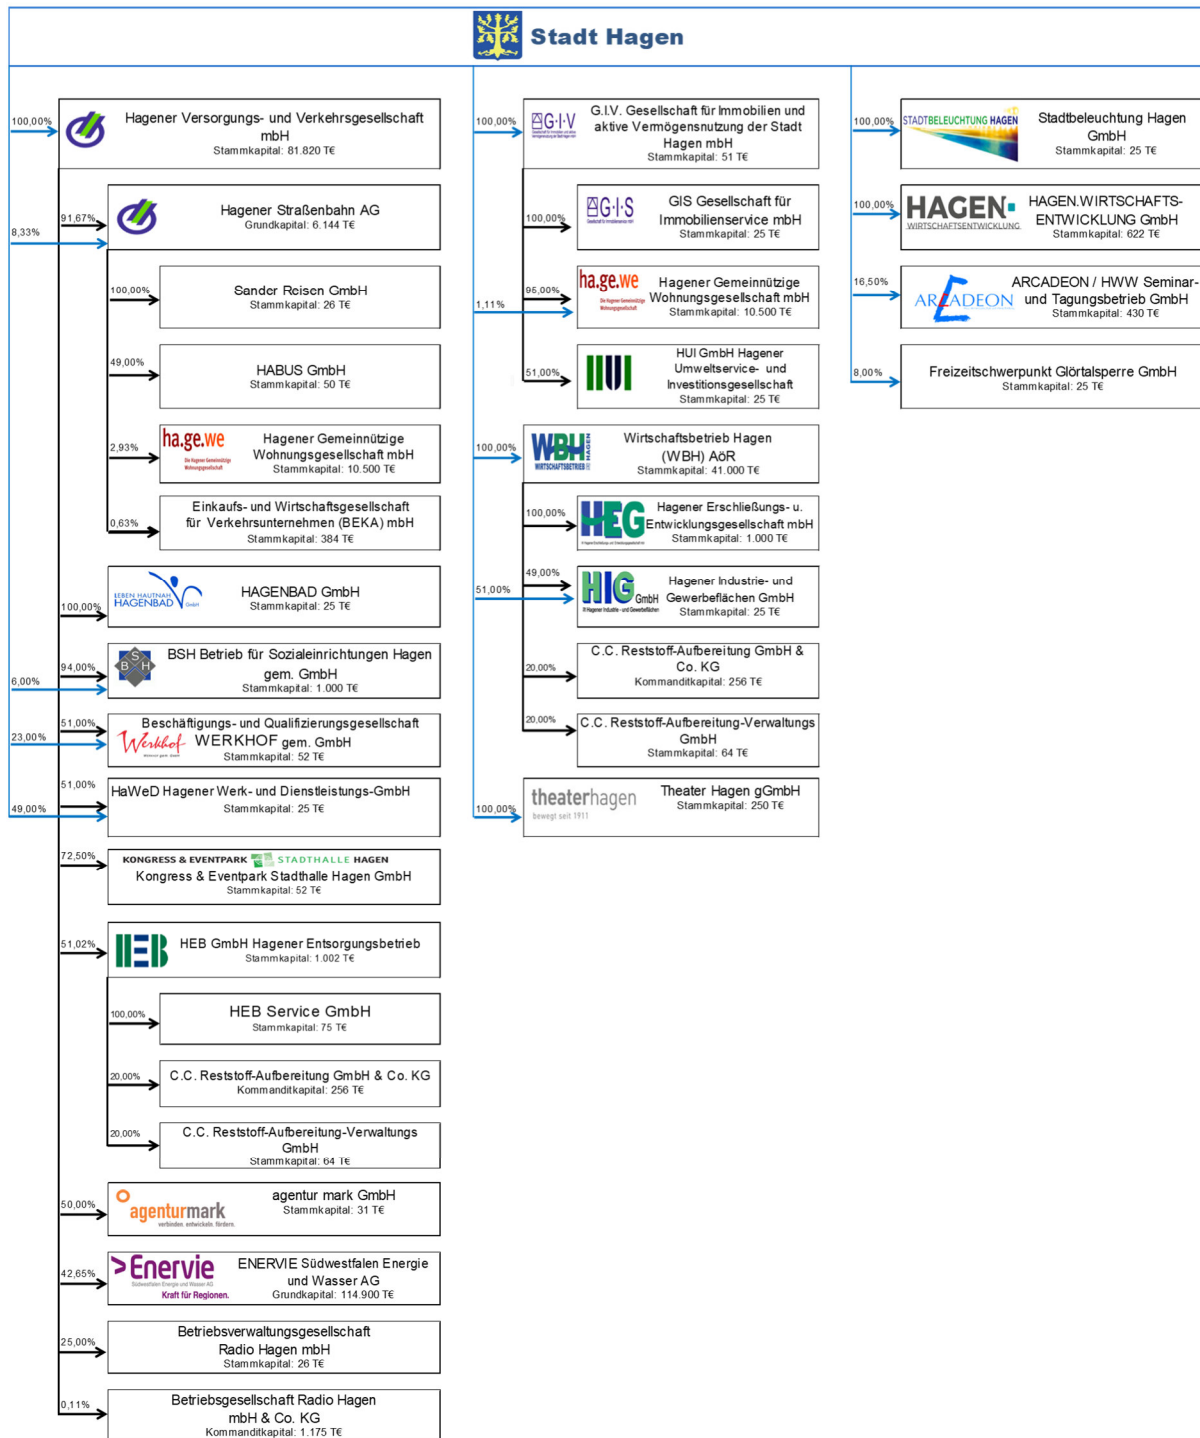 Stadt Hagen
100,00%
Hagener Versorgungs- und Verkehrsgesellschaft
mbH
Stammkapital: 81.820 T€
91,67%
8,33%
Hagener Straßenbahn AG
Grundkapital: 6.144 T€
100,00%
Sander Reisen GmbH
Stammkapital: 26 T€
49,00%
HABUS GmbH
Stammkapital: 50 T€
2,93%
ha.ge.we
Die Hagener Gemeinnützige
Wohnungsgesellschaft
Hagener Gemeinnützige
Wohnungsgesellschaft mbH
Stammkapital: 10.500 T€
0,63%
Einkaufs- und Wirtschaftsgesellschaft
für Verkehrsunternehmen (BEKA) mbH
Stammkapital: 384 T€
100,00%
LEBEN HAUTNAH
HAGENBAD GmbH
HAGENBAD GmbH
Stammkapital: 25 T€
94,00%
6,00%
B S H
BSH Betrieb für Sozialeinrichtungen Hagen
gem. GmbH
Stammkapital: 1.000 T€
51,00%
23,00%
Werkhof
Beschäftigungs- und Qualifizierungsgesellschaft
WERKHOF gem. GmbH
Stammkapital: 52 T€
51,00%
49,00%
HaWeD Hagener Werk- und Dienstleistungs-GmbH
Stammkapital: 25 T€
72,50%
KONGRESS & EVENTPARK STADTHALLE HAGEN
Kongress & Eventpark Stadthalle Hagen GmbH
Stammkapital: 52 T€
51,02%
HEB
HEB GmbH Hagener Entsorgungsbetrieb
Stammkapital: 1.002 T€
100,00%
HEB Service GmbH
Stammkapital: 75 T€
20,00%
C.C. Reststoff-Aufbereitung GmbH & Co. KG
Kommanditkapital: 256 T€
20,00%
C.C. Reststoff-Aufbereitung-Verwaltungs
GmbH
Stammkapital: 64 T€
50,00%
agenturmark
verbinden. entwickeln. fördern.
agentur mark GmbH
Stammkapital: 31 T€
42,65%
Enervie
Südwestfalen Energie und Wasser AG
Kraft für Regionen.
ENERVIE Südwestfalen Energie
und Wasser AG
Grundkapital: 114.900 T€
25,00%
Betriebsverwaltungsgesellschaft
Radio Hagen mbH
Stammkapital: 26 T€
0,11%
Betriebsgesellschaft Radio Hagen
mbH & Co. KG
Kommanditkapital: 1.175 T€
100,00%
G·I·V
G.I.V. Gesellschaft für Immobilien und
aktive Vermögensnutzung der Stadt
Hagen mbH
Stammkapital: 51 T€
100,00%
G·I·S
GIS Gesellschaft für
Immobilienservice mbH
Stammkapital: 25 T€
95,00%
1,11%
ha.ge.we
Die Hagener Gemeinnützige
Wohnungsgesellschaft
Hagener Gemeinnützige
Wohnungsgesellschaft mbH
Stammkapital: 10.500 T€
51,00%
HUI
HUI GmbH Hagener
Umweltservice- und
Investitionsgesellschaft
Stammkapital: 25 T€
100,00%
WBH HAGEN
WIRTSCHAFTSBETRIEB
Wirtschaftsbetrieb Hagen
(WBH) AöR
Stammkapital: 41.000 T€
100,00%
HEG
Hagener Erschließungs- u.
Entwicklungsgesellschaft mbH
Stammkapital: 1.000 T€
49,00%
51,00%
HIG GmbH
Hagener Industrie- und
Gewerbeflächen GmbH
Stammkapital: 25 T€
20,00%
C.C. Reststoff-Aufbereitung GmbH &
Co. KG
Kommanditkapital: 256 T€
20,00%
C.C. Reststoff-Aufbereitung-Verwaltungs
GmbH
Stammkapital: 64 T€
100,00%
theaterhagen
bewegt seit 1911
Theater Hagen gGmbH
Stammkapital: 250 T€
100,00%
STADTBELEUCHTUNG HAGEN
Stadtbeleuchtung Hagen
GmbH
Stammkapital: 25 T€
100,00%
HAGEN
WIRTSCHAFTSENTWICKLUNG
HAGEN.WIRTSCHAFTS-
ENTWICKLUNG GmbH
Stammkapital: 622 T€
16,50%
ARCADEON
ARCADEON / HWW Seminar-
und Tagungsbetrieb GmbH
Stammkapital: 430 T€
8,00%
Freizeitschwerpunkt Glörtalsperre GmbH
Stammkapital: 25 T€